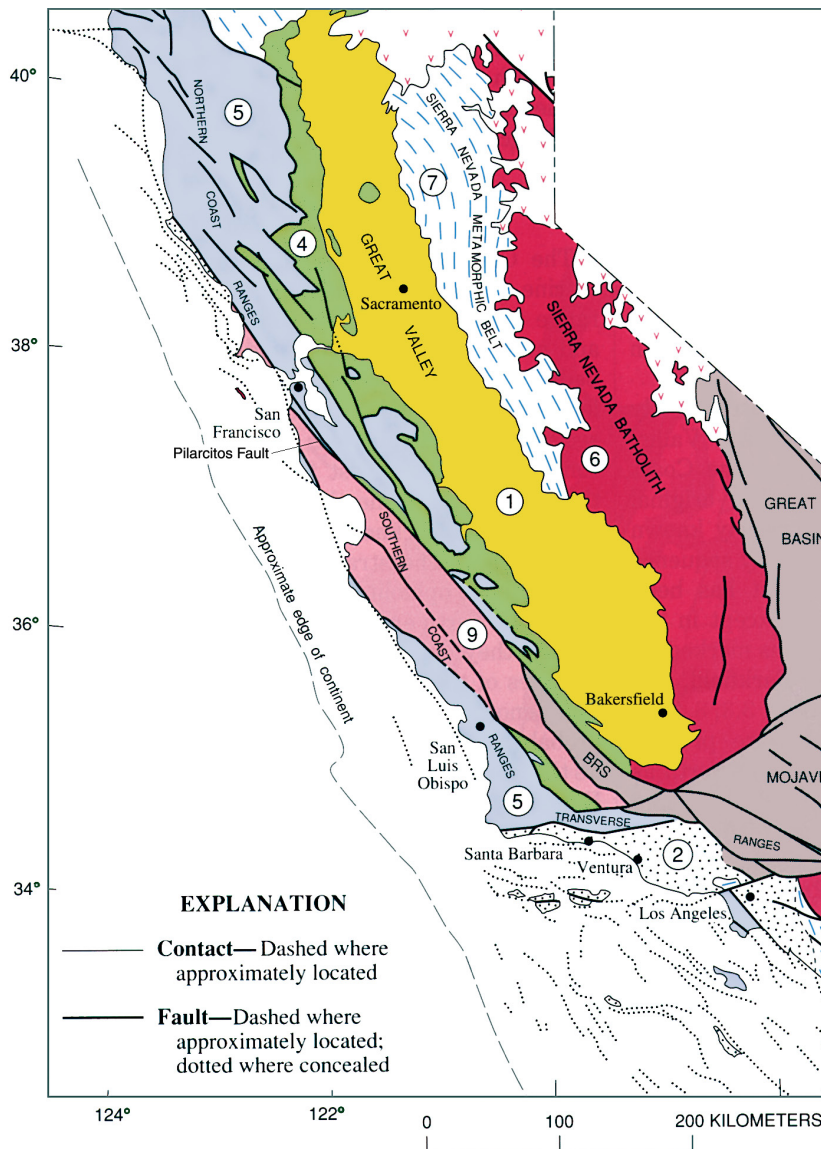 40°
38°
36°
34°
124°
122°
NORTHERN
COAST
RANGES
5
4
7
GREAT
VALLEY
Sacramento
SIERRA NEVADA METAMORPHIC BELT
SIERRA NEVADA BATHOLITH
6
1
San
Francisco
Pilarcitos Fault
SOUTHERN
COAST
RANGES
9
Approximate edge of continent
GREAT
BASIN
Bakersfield
BRS
San
Luis
Obispo
5
MOJAVE
TRANSVERSE
RANGES
Santa Barbara
Ventura
2
Los Angeles
EXPLANATION
Contact—Dashed where
approximately located
Fault—Dashed where
approximately located;
dotted where concealed
0 100 200 KILOMETERS